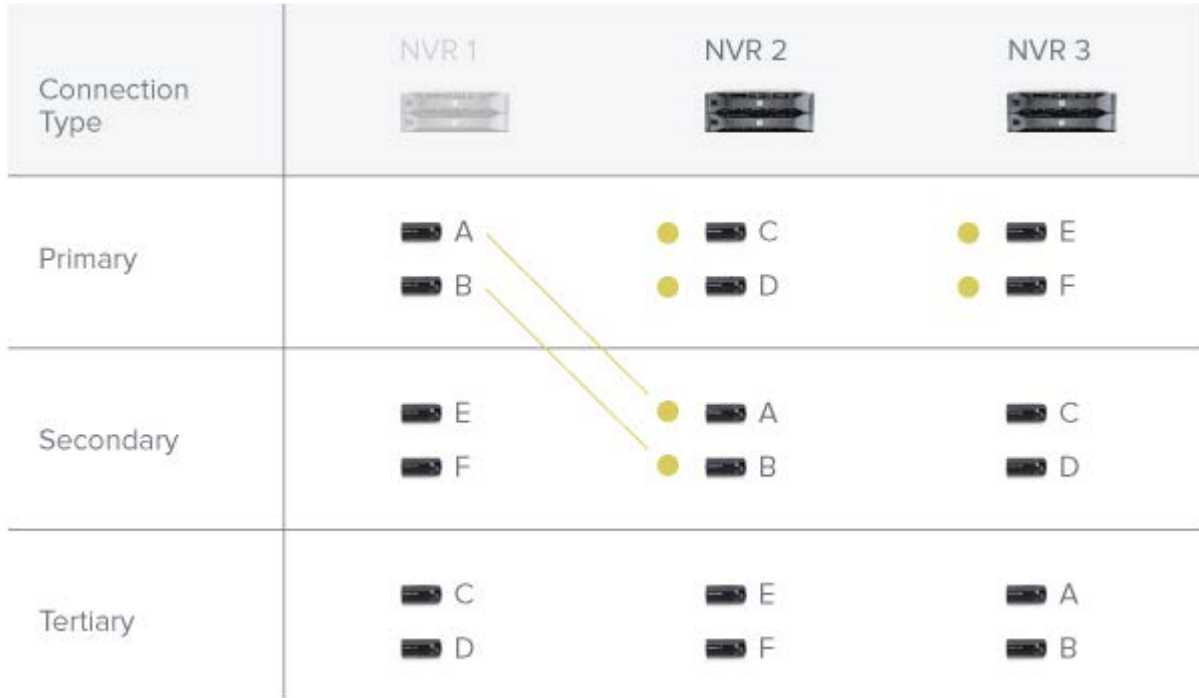 NVR 1 NVR 2 NVR 3
Connection
Type
Primary
A C E
B D F
Secondary
E A C
F B D
Tertiary
C E A
D F B